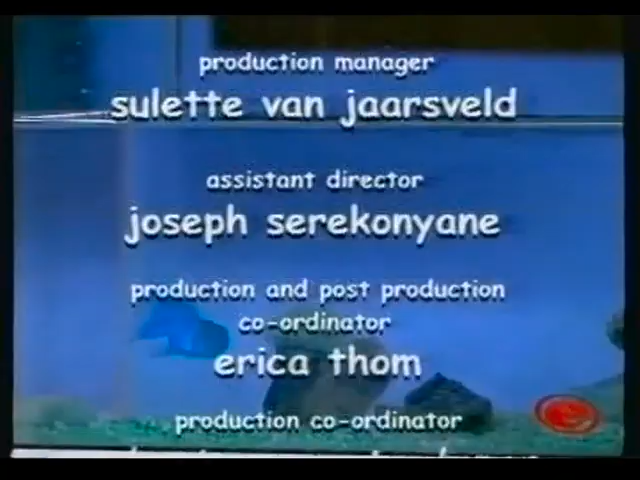 production manager
sulette van jaarsveld
assistant director
joseph serekonyane
production and post production
co-ordinator
erica thom
production co-ordinator